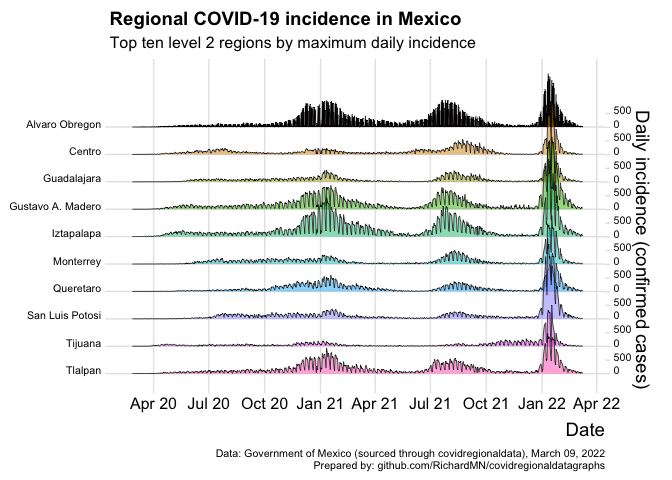 Regional COVID-19 incidence in Mexico
Top ten level 2 regions by maximum daily incidence
Alvaro Obregon
Centro
Guadalajara
Gustavo A. Madero
Iztapalapa
Monterrey
Queretaro
San Luis Potosi
Tijuana
Tlalpan
500
0
500
0
500
0
500
0
500
0
500
0
500
0
500
0
500
0
500
0
Daily incidence (confirmed cases)
Apr 20 Jul 20 Oct 20 Jan 21 Apr 21 Jul 21 Oct 21 Jan 22 Apr 22
Date
Data: Government of Mexico (sourced through covidregionaldata), March 09, 2022
Prepared by: github.com/RichardMN/covidregionaldatagraphs